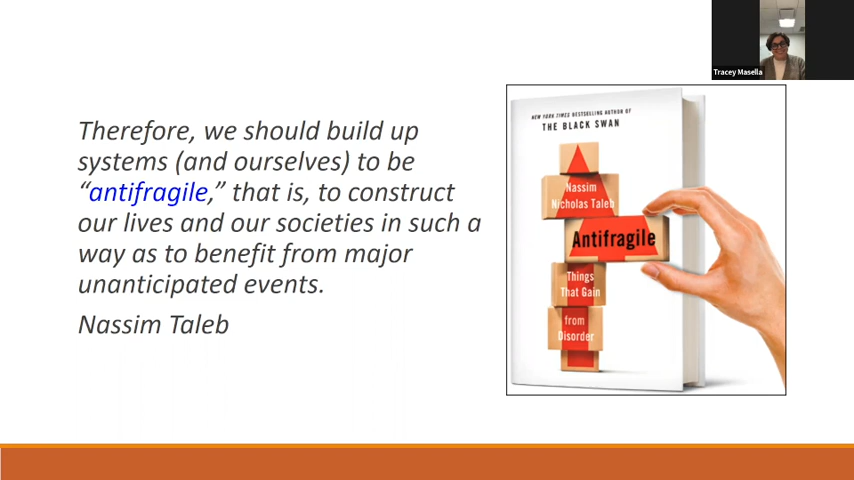 Tracey Masella
Therefore, we should build up
systems (and ourselves) to be
“antifragile,” that is, to construct
our lives and our societies in such a
way as to benefit from major
unanticipated events.
Nassim Taleb
NEW YORK TIMES BESTSELLING AUTHOR OF
THE BLACK SWAN
Nassim
Nicholas Taleb
Antifragile
Things
That Gain
from
Disorder